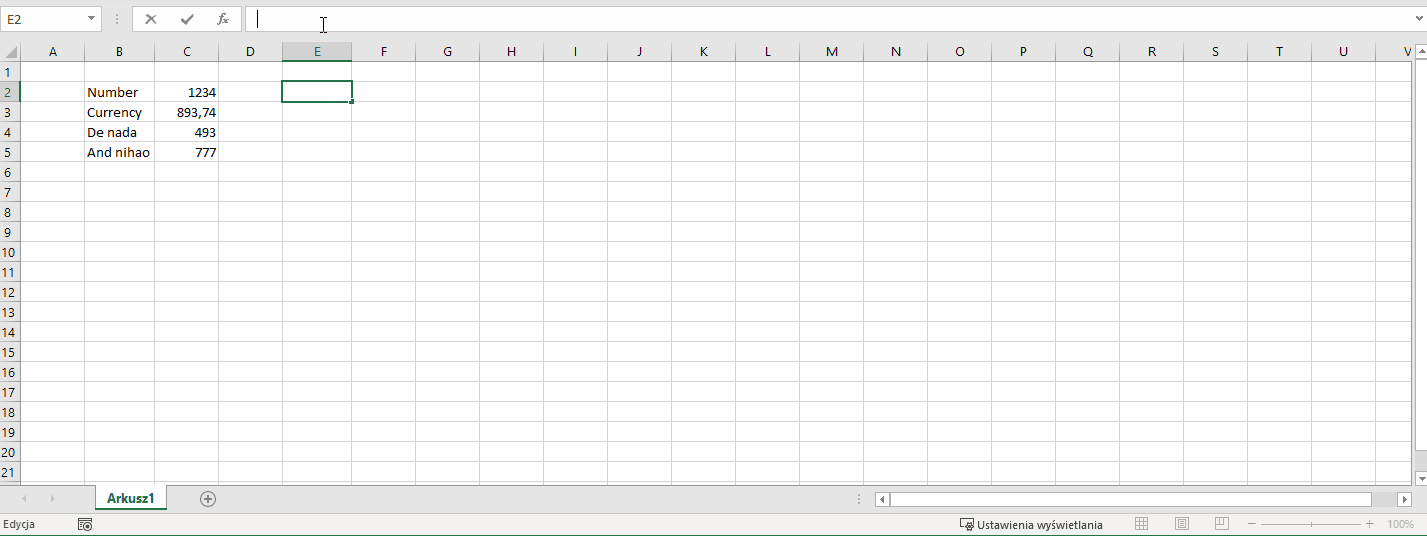 E2 fx
A B C D E F G H I J K L M N O P Q R S T U V
1
2 Number 1234
3 Currency 893,74
4 De nada 493
5 And nihao 777
6
7
8
9
10
11
12
13
14
15
16
17
18
19
20
21
Arkusz1
Edycja Ustawienia wyświetlania 100%